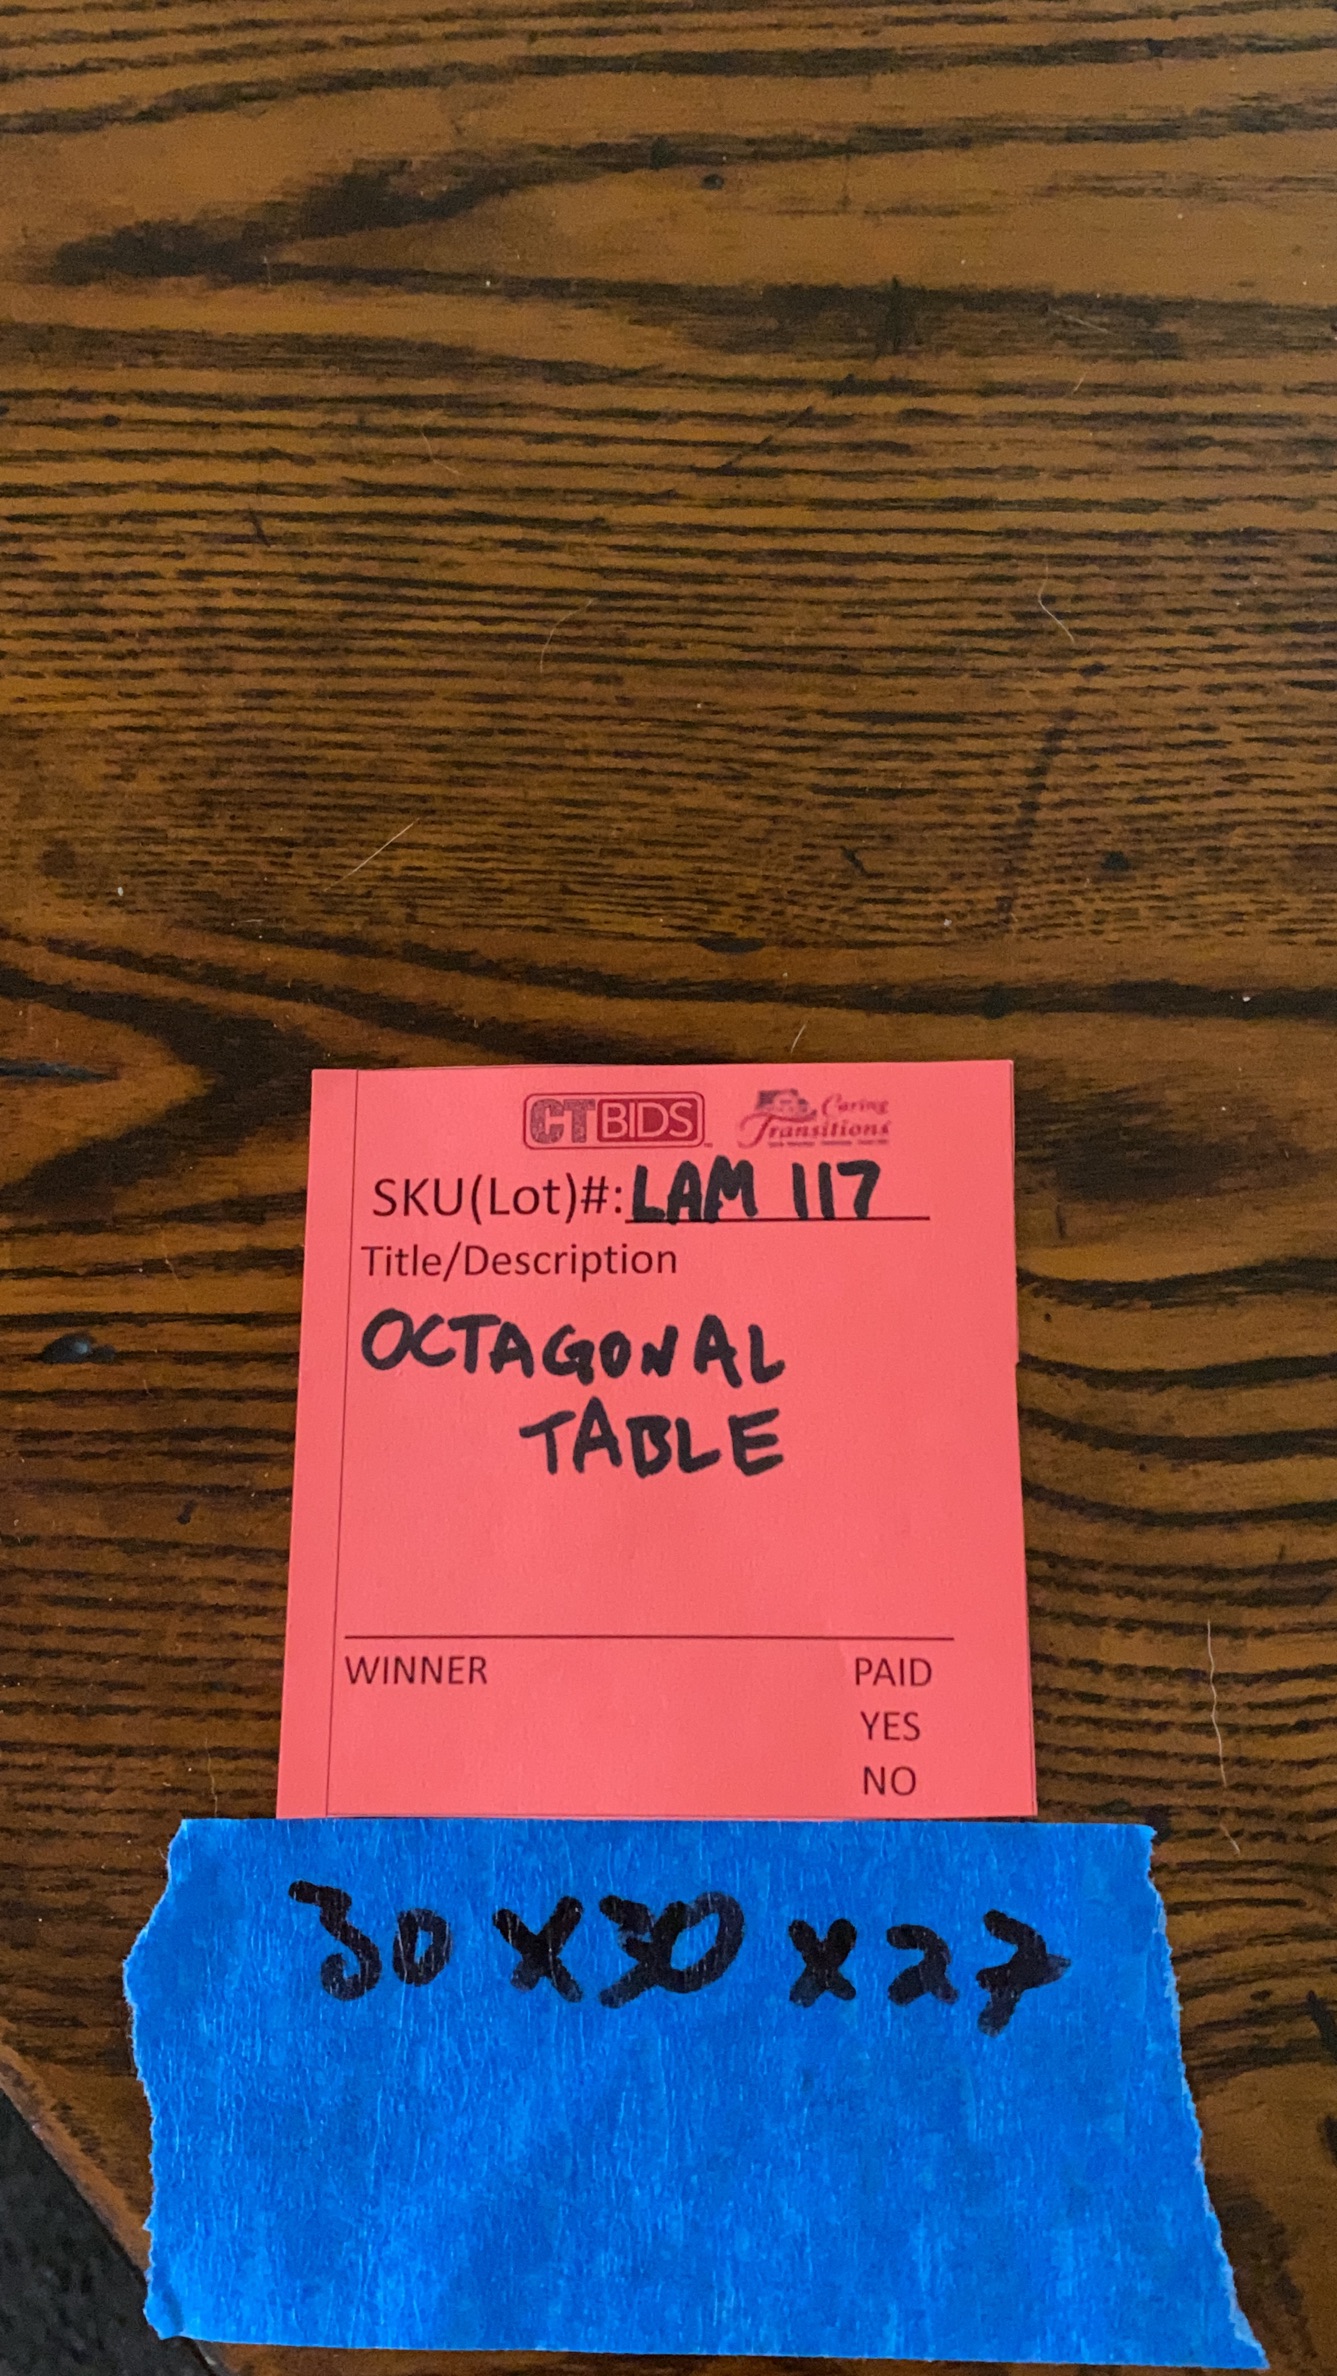 CTBIDS
Caring
Transitions
SKU(Lot)#: LAM 117
Title/Description
OCTAGONAL
TABLE
WINNER PAID
YES
NO
30 x 30 x 27